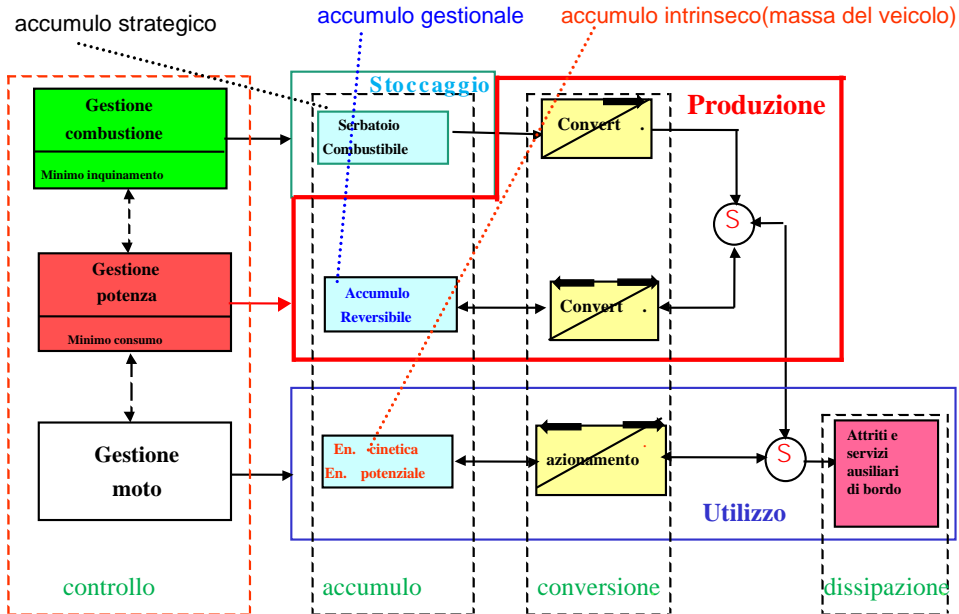 accumulo strategico
accumulo gestionale
accumulo intrinseco(massa del veicolo)
Stoccaggio
Produzione
Gestione
combustione
Minimo inquinamento
Serbatoio
Combustibile
Convert .
S
Gestione
potenza
Minimo consumo
Accumulo
Reversibile
Convert .
Gestione
moto
En. cinetica
En. potenziale
azionamento .
S
Attriti e
servizi
ausiliari
di bordo
Utilizzo
controllo
accumulo
conversione
dissipazione